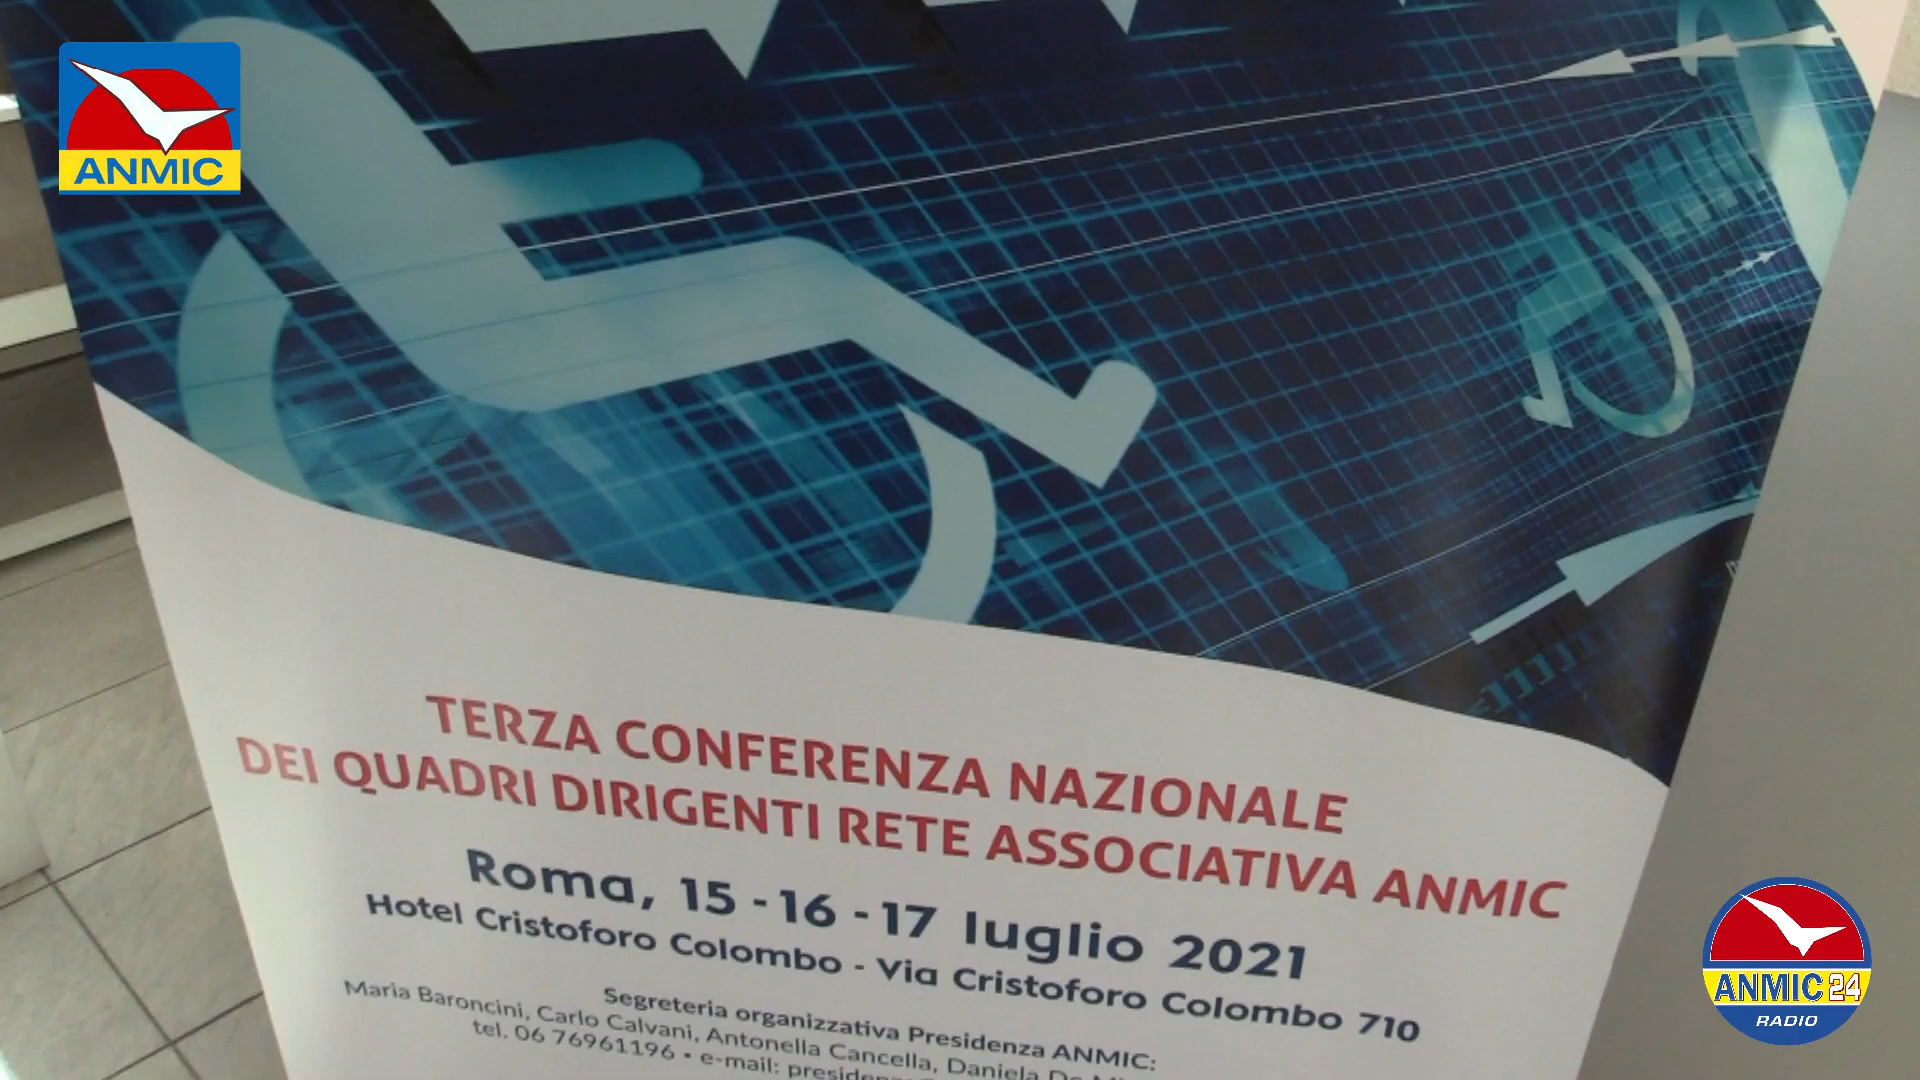 ANMIC
TERZA CONFERENZA NAZIONALE
DEI QUADRI DIRIGENTI RETE ASSOCIATIVA ANMIC
Roma, 15 - 16 - 17 luglio 2021
Hotel Cristoforo Colombo - Via Cristoforo Colombo 710
Segreteria organizzativa Presidenza ANMIC:
Maria Baroncini, Carlo Calvani, Antonella Cancella, Daniela De
tel. 06 76961196 • e-mail:
ANMIC 24
RADIO